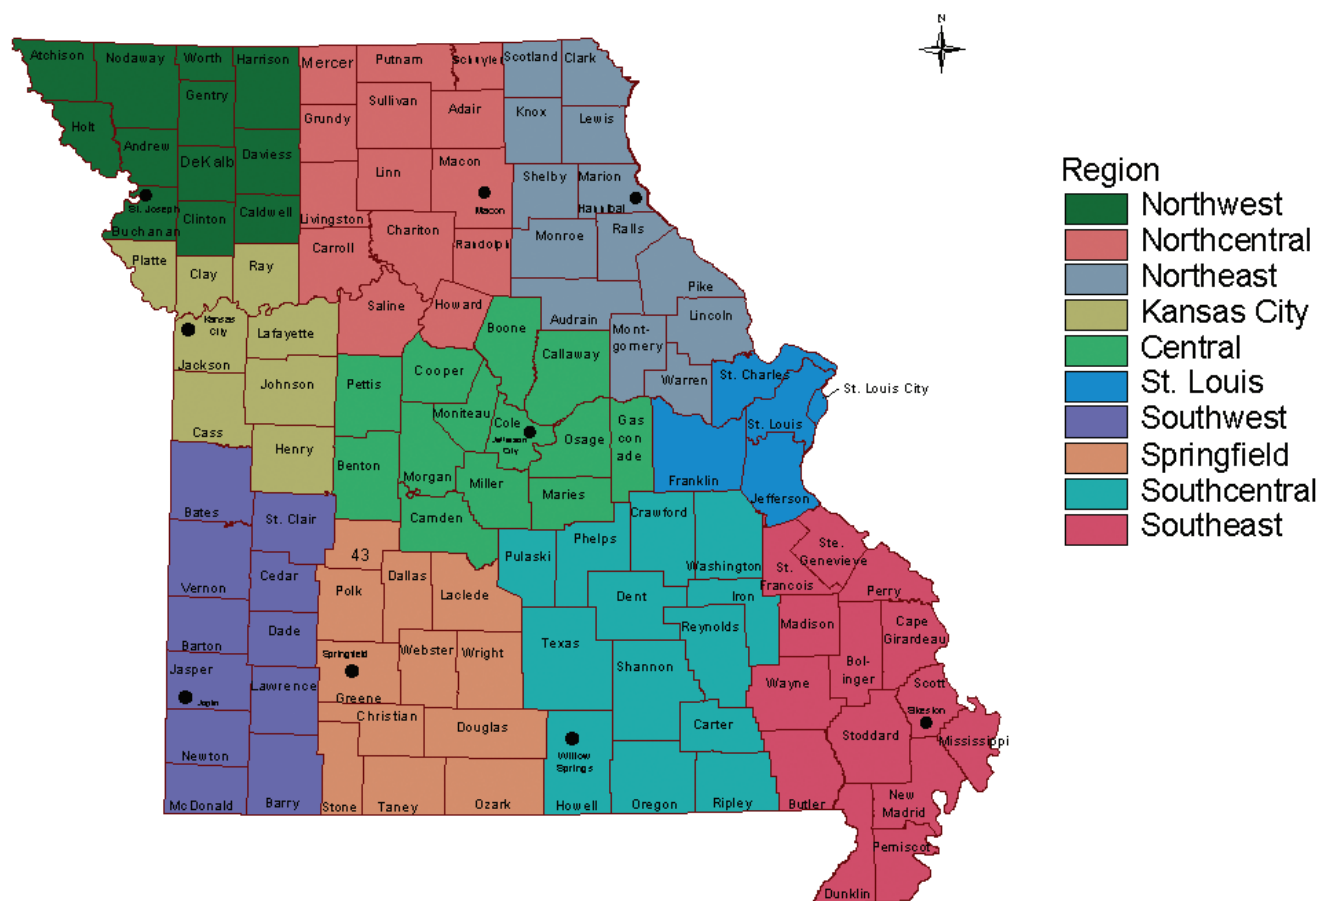 N
Atchison
Nodaway
Worth
Harrison
Mercer
Putnam
Schuyler
Scotland
Clark
Gentry
Sullivan
Adair
Knox
Lewis
Holt
Grundy
Andrew
DeKalb
Daviess
Linn
Macon
Shelby
Marion
St. Joseph
Macon
Hannibal
Buchanan
Clinton
Caldwell
Livingston
Chariton
Randolph
Monroe
Ralls
Platte
Clay
Ray
Carroll
Pike
Saline
Howard
Boone
Audrain
Lincoln
Kansas
City
Lafayette
Mont-
gomery
Callaway
Jackson
Johnson
Pettis
Cooper
Warren
St. Charles
St. Louis City
Moniteau
Cole
Jefferson
City
Osage
Gas
con
ade
St. Louis
Cass
Henry
Benton
Morgan
Miller
Maries
Franklin
Jefferson
Bates
St. Clair
Camden
Crawford
43
Pulaski
Phelps
Washington
Ste.
Genevieve
St.
Francois
Perry
Vernon
Cedar
Polk
Dallas
Laclede
Dent
Iron
Reynolds
Madison
Cape
Girardeau
Barton
Dade
Texas
Shannon
Bol-
linger
Jasper
Joplin
Lawrence
Springfield
Greene
Webster
Wright
Wayne
Scott
Sikeston
Christian
Douglas
Carter
Stoddard
Mississippi
Newton
Willow
Springs
McDonald
Barry
Stone
Taney
Ozark
Howell
Oregon
Ripley
Butler
New
Madrid
Pemiscot
Dunklin
Region
Northwest
Northcentral
Northeast
Kansas City
Central
St. Louis
Southwest
Springfield
Southcentral
Southeast